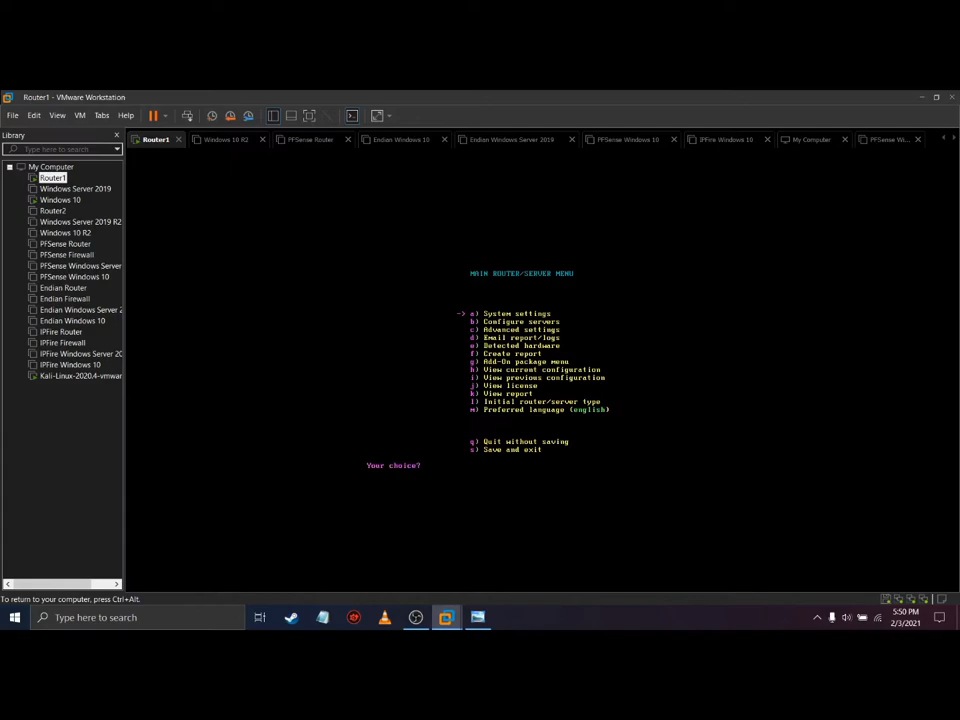 Router1 - VMware Workstation
File Edit View VM Tabs Help
Library
Type here to search
My Computer
Router1
Windows Server 2019
Windows 10
Router2
Windows Server 2019 R2
Windows 10 R2
PFSense Router
PFSense Firewall
PFSense Windows Server
PFSense Windows 10
Endian Router
Endian Firewall
Endian Windows Server 2
Endian Windows 10
IPFire Router
IPFire Firewall
IPFire Windows Server 20
IPFire Windows 10
Kali-Linux-2020.4-vmwar
Router1 Windows 10 R2 PFSense Router Endian Windows 10 Endian Windows Server 2019 PFSense Windows 10 IPFire Windows 10 My Computer PFSense Wi...
MAIN ROUTER/SERVER MENU
-> a) System settings
b) Configure servers
c) Advanced settings
d) Email report/logs
e) Detected hardware
f) Create report
g) Add-On package menu
h) View current configuration
i) View previous configuration
j) View license
k) View report
l) Initial router/server type
m) Preferred language (english)
q) Quit without saving
s) Save and exit
Your choice?
To return to your computer, press Ctrl+Alt.
Type here to search
5:50 PM
2/3/2021